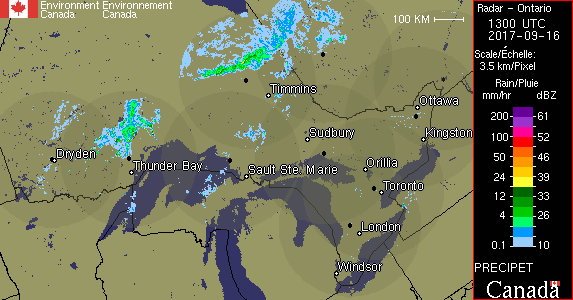 Environment Environnement
Canada Canada
100 KM
Timmins
Ottawa
Sudbury
Kingston
Dryden
Thunder Bay
Sault Ste. Marie
Orillia
Toronto
London
Windsor
Radar - Ontario
1300 UTC
2017-09-16
Scale/Échelle:
3.5 km/Pixel
Rain/Pluie
mm/hr dBZ
200 61
100 56
50 52
50 46
24 39
12 33
4 26
0.1 10
PRECIPET
Canada